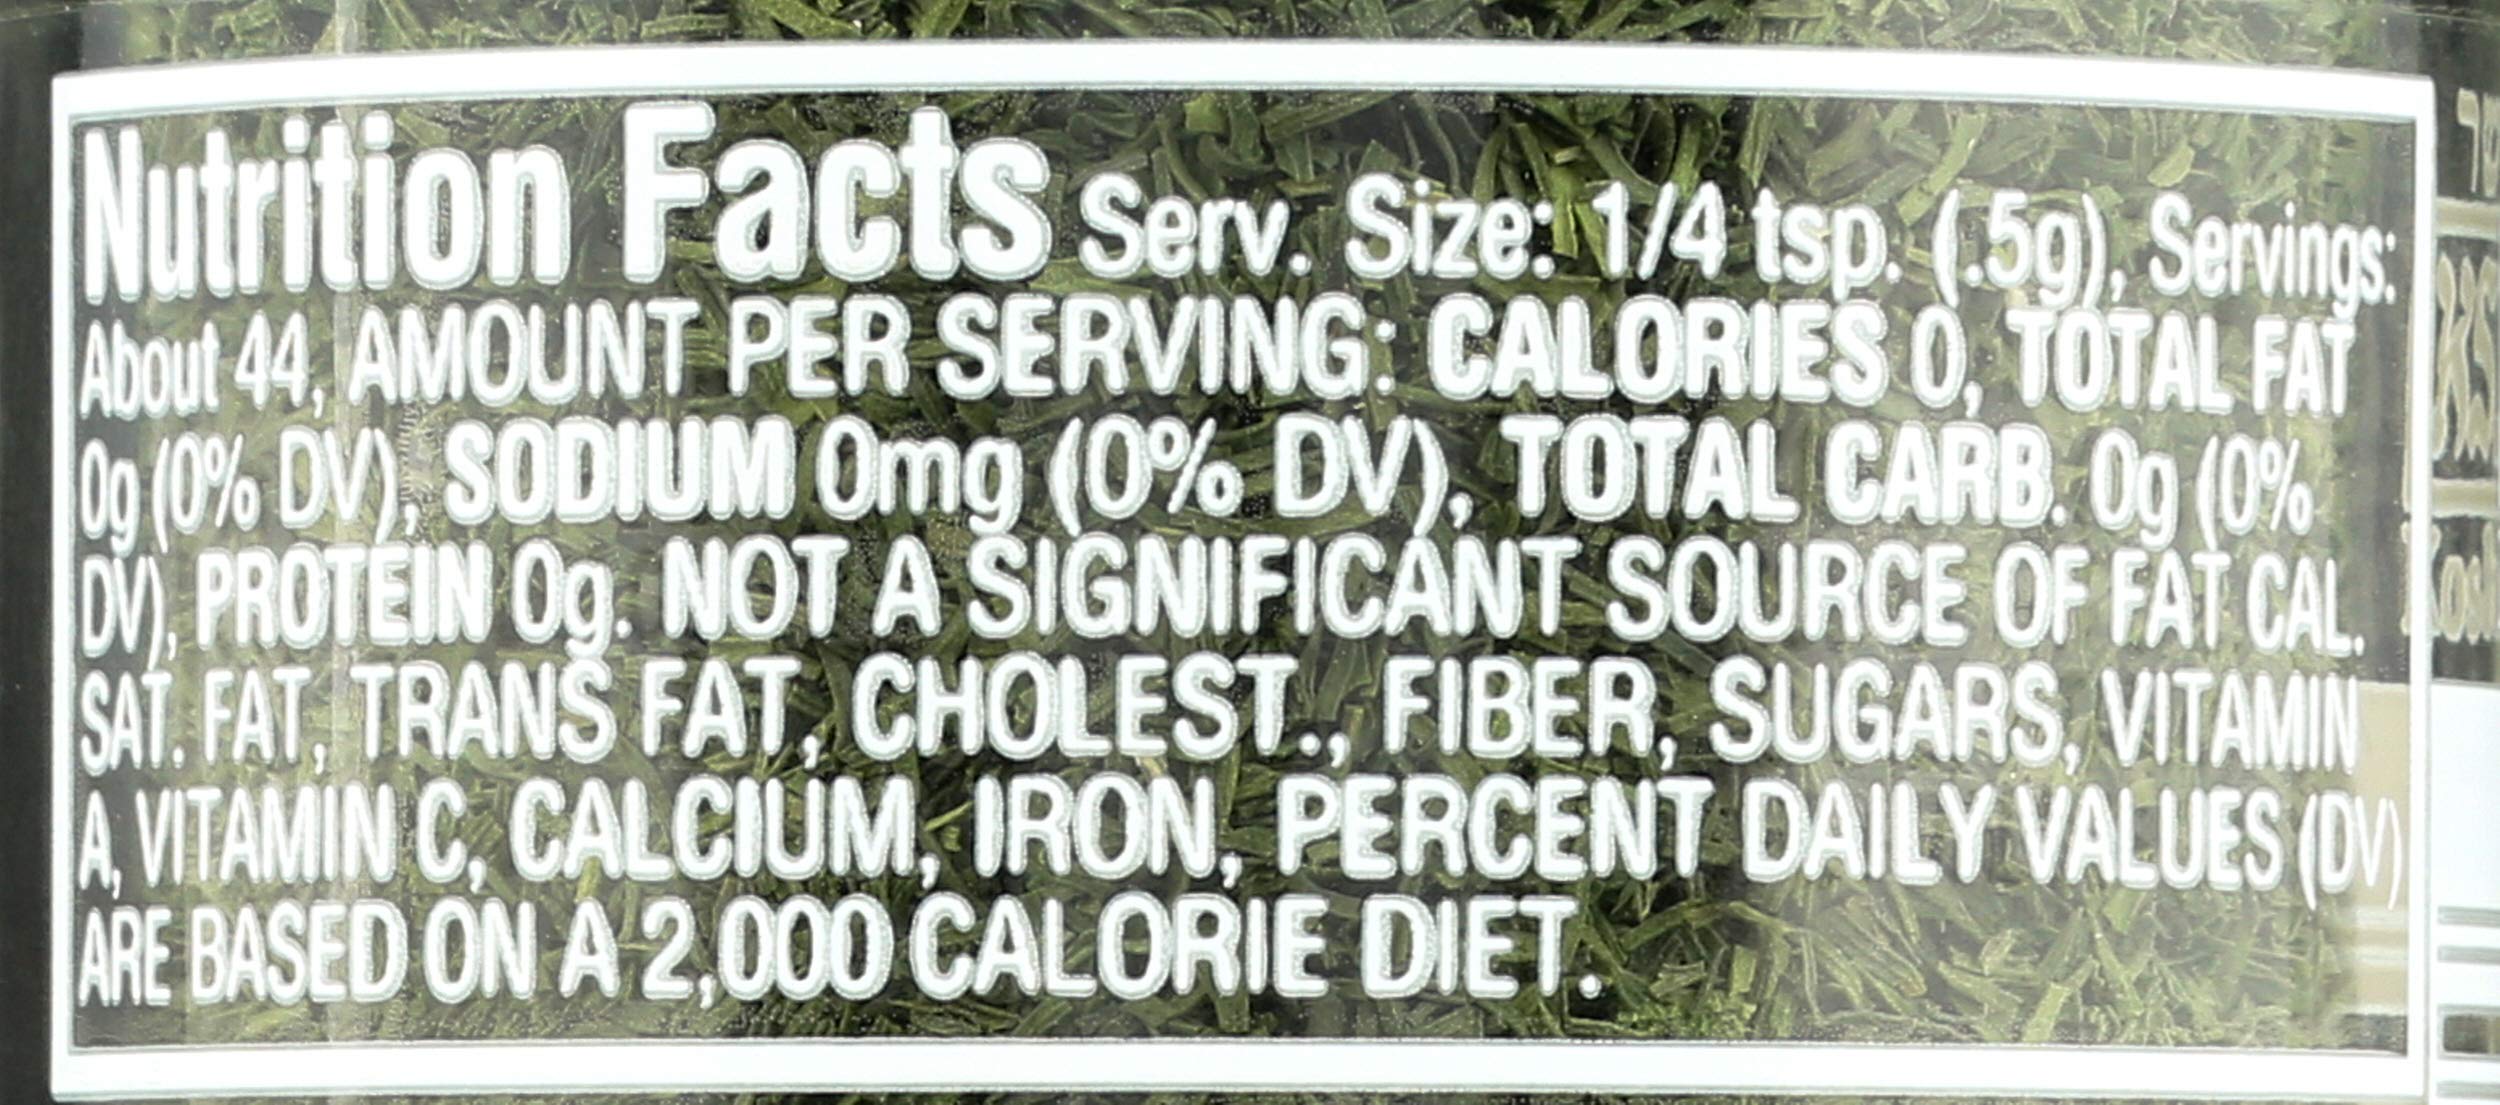 Nutrition Facts Serv. Size: 1/4 tsp. (.5g), Servings:
About 44, AMOUNT PER SERVING: CALORIES 0, TOTAL FAT
0g (0% DV), SODIUM 0mg (0% DV), TOTAL CARB. 0g (0%
DV), PROTEIN 0g. NOT A SIGNIFICANT SOURCE OF FAT CAL.
SAT. FAT, TRANS FAT, CHOLEST., FIBER, SUGARS, VITAMIN
A, VITAMIN C, CALCIUM, IRON, PERCENT DAILY VALUES (DV)
ARE BASED ON A 2,000 CALORIE DIET.